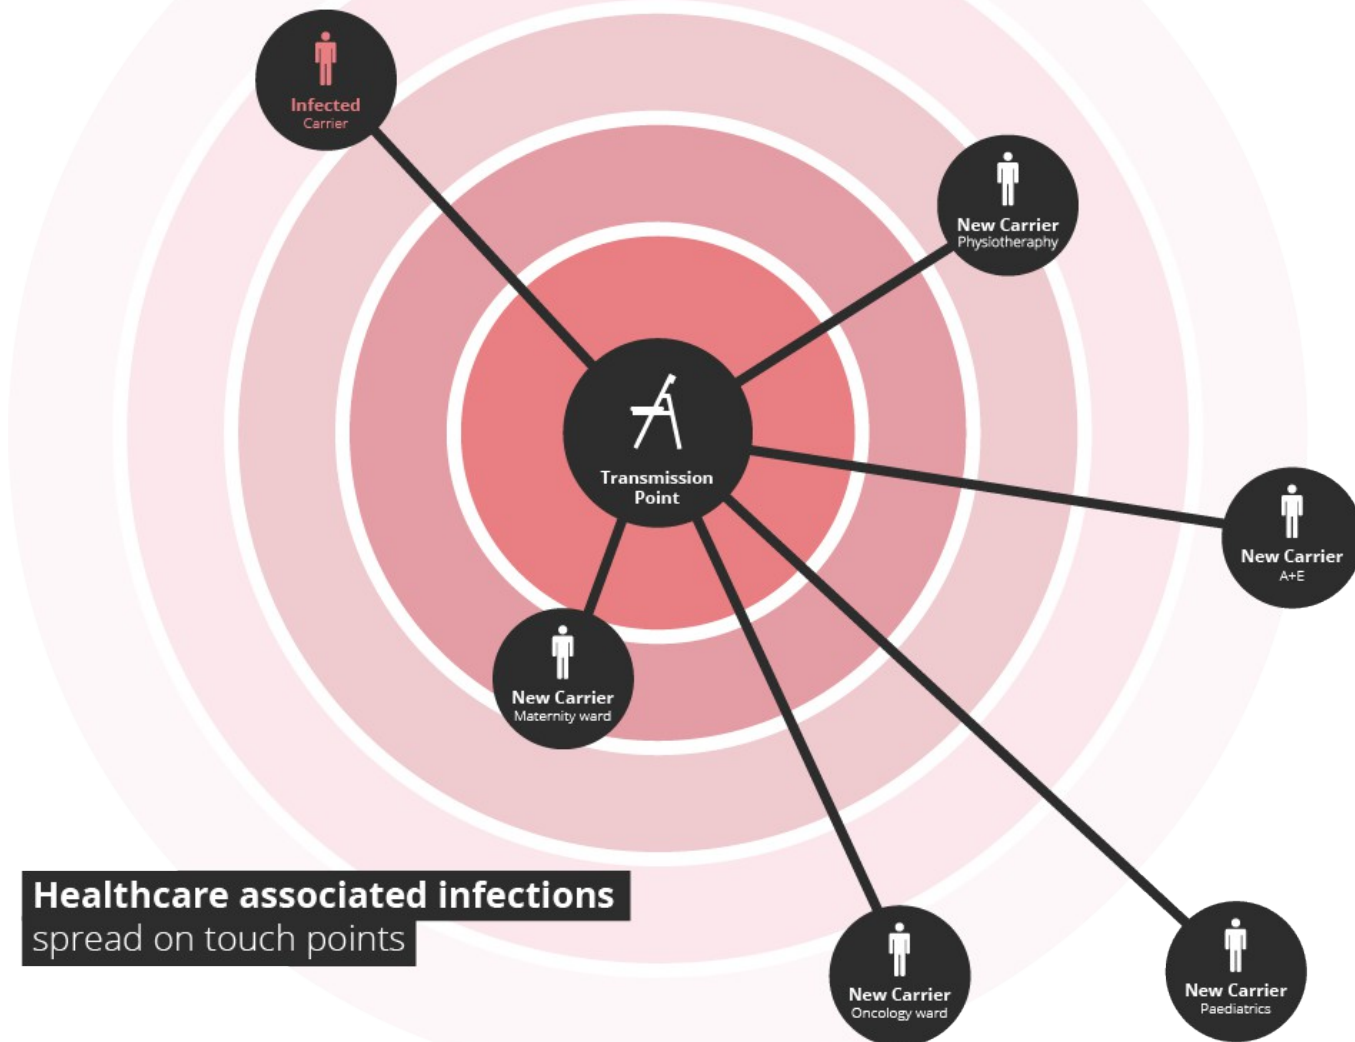 Infected
Carrier
New Carrier
Physiotheraphy
Transmission
Point
New Carrier
A+E
New Carrier
Maternity ward
Healthcare associated infections
spread on touch points
New Carrier
Oncology ward
New Carrier
Paediatrics